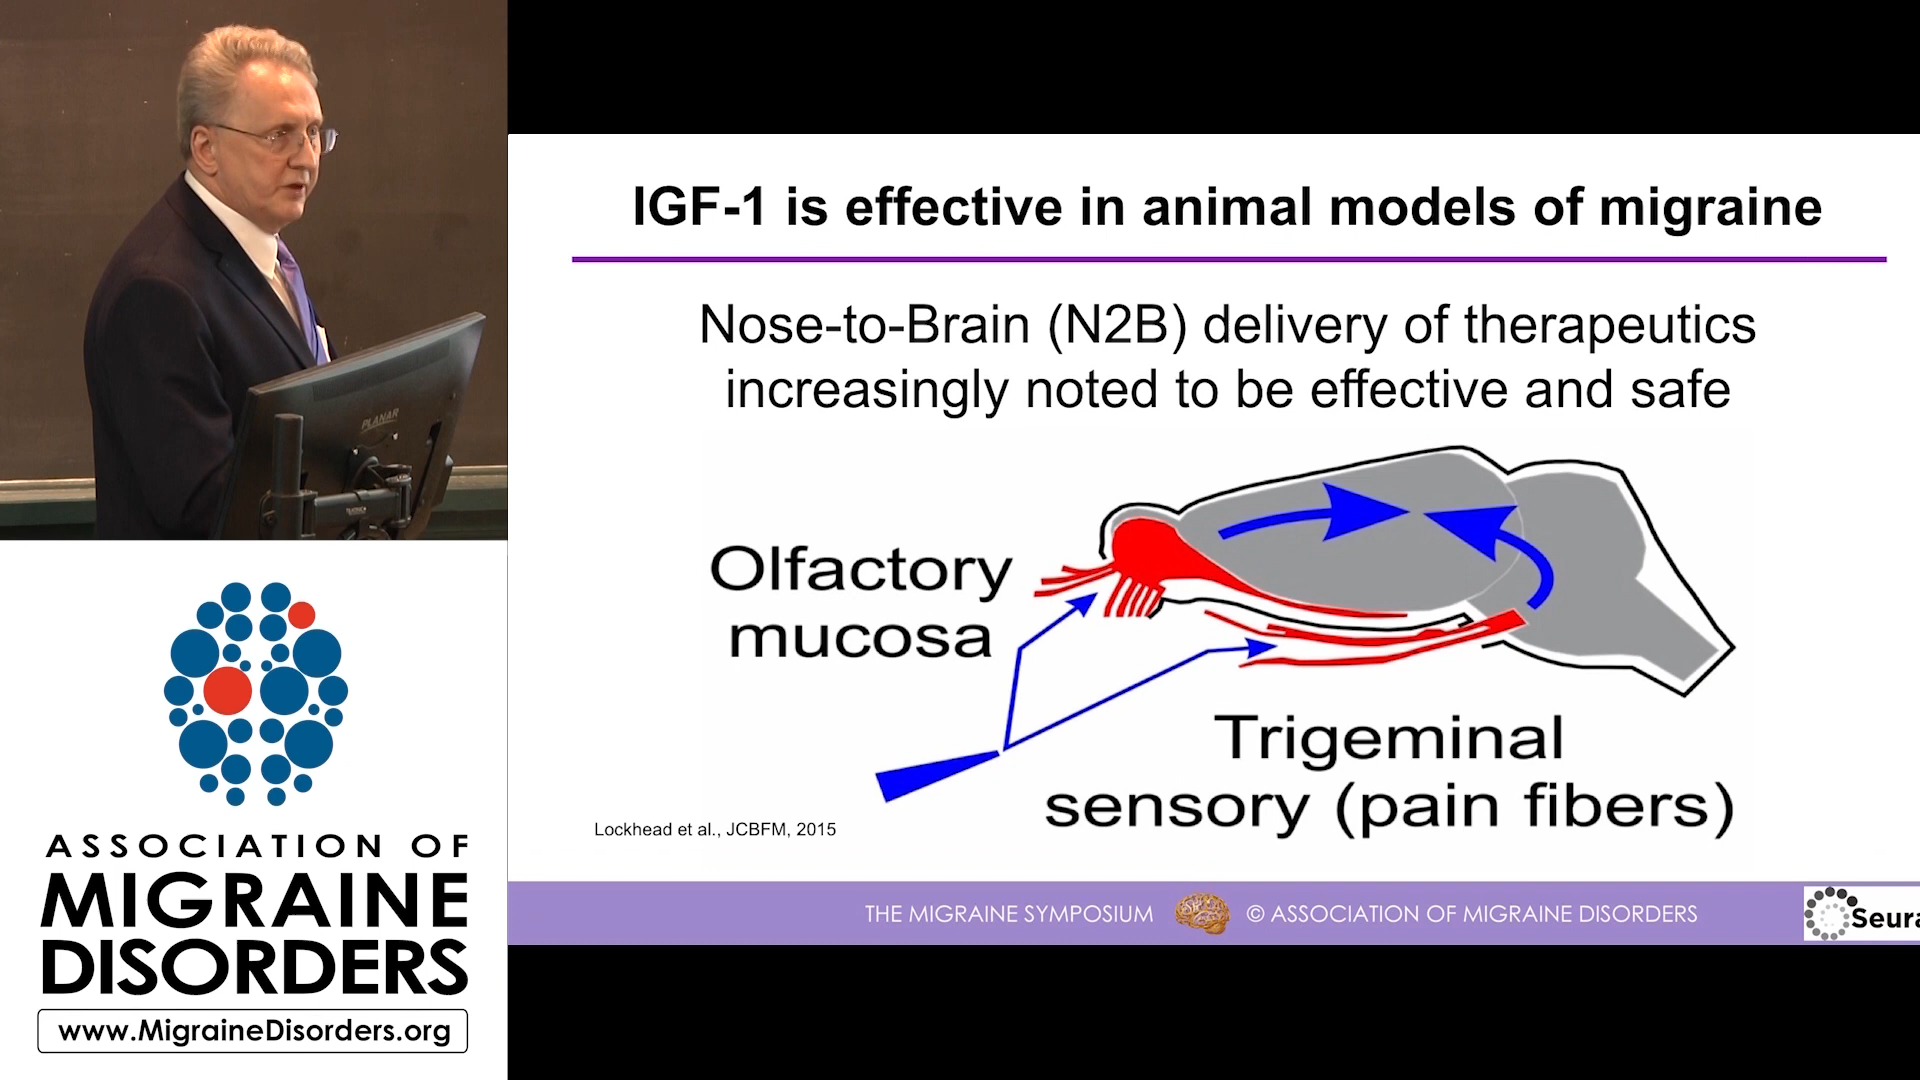 IGF-1 is effective in animal models of migraine
Nose-to-Brain (N2B) delivery of therapeutics
increasingly noted to be effective and safe
Olfactory
mucosa
Trigeminal
sensory (pain fibers)
Lockhead et al., JCBFM, 2015
THE MIGRAINE SYMPOSIUM
© ASSOCIATION OF MIGRAINE DISORDERS
PLANAR
ASSOCIATION OF
MIGRAINE
DISORDERS
www.MigraineDisorders.org